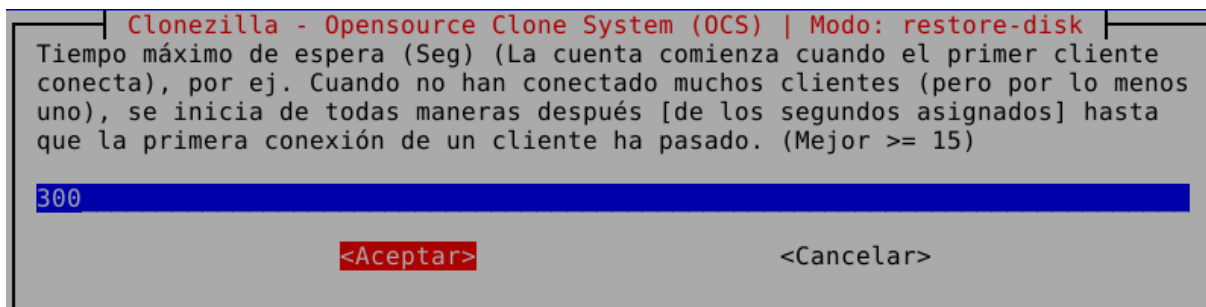 Clonezilla - Opensource Clone System (OCS) | Modo: restore-disk
Tiempo máximo de espera (Seg) (La cuenta comienza cuando el primer cliente
conecta), por ej. Cuando no han conectado muchos clientes (pero por lo menos
uno), se inicia de todas maneras después [de los segundos asignados] hasta
que la primera conexión de un cliente ha pasado. (Mejor >= 15)
300
<Aceptar> <Cancelar>